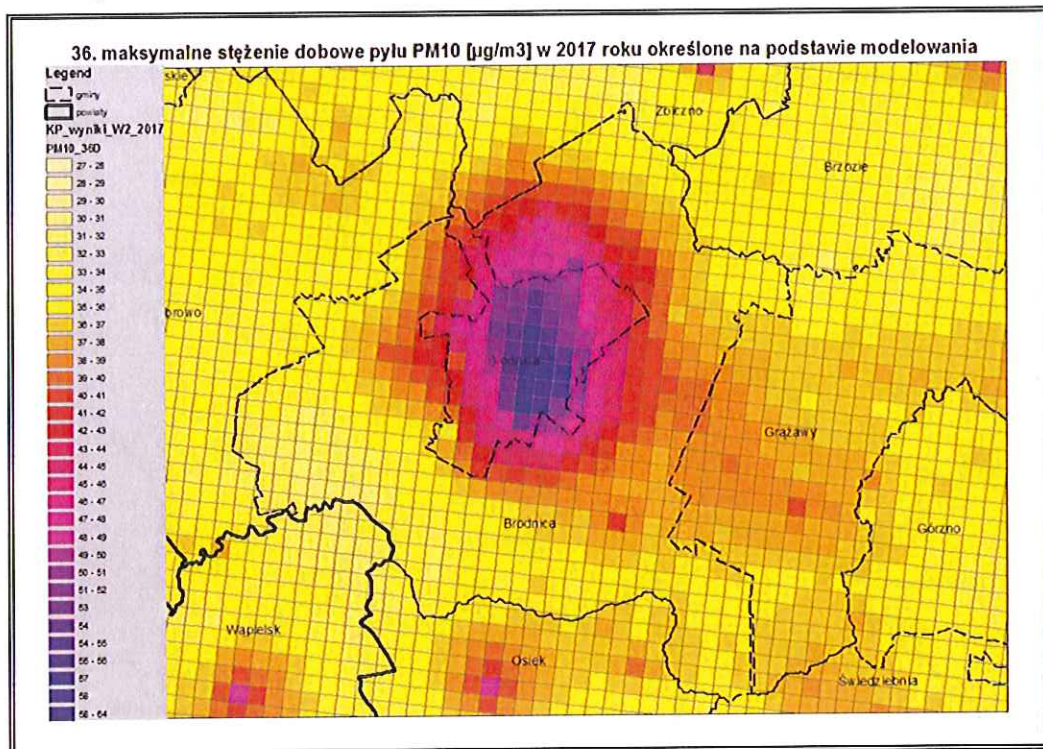 36. maksymalne stężenie dobowe pyłu PM10 [µg/m3] w 2017 roku określone na podstawie modelowania
Legend
gminy
powiaty
KP_wyniki_W2_2017
PM10_36D
27 - 28
28 - 29
29 - 30
30 - 31
31 - 32
32 - 33
33 - 34
34 - 35
35 - 36
36 - 37
37 - 38
38 - 39
39 - 40
40 - 41
41 - 42
42 - 43
43 - 44
44 - 45
45 - 46
46 - 47
47 - 48
48 - 49
49 - 50
50 - 51
51 - 52
53
54
54 - 55
55 - 56
57
58
58 - 64
skie
Zbiczno
Brzozie
browo
Brodnica
Grążawy
Brodnica
Górzno
Wąpielsk
Osiek
Świedziebnia